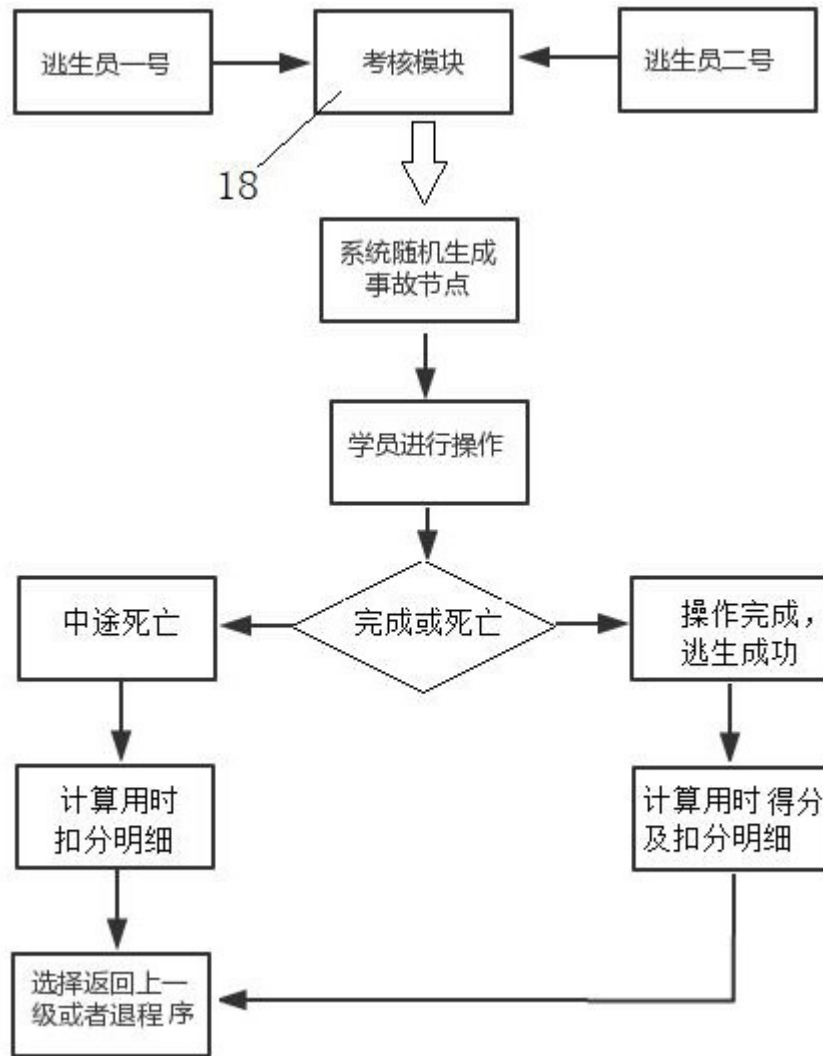 逃生员一号
考核模块
逃生员二号
18
系统随机生成
事故节点
学员进行操作
中途死亡
完成或死亡
操作完成，
逃生成功
计算用时
扣分明细
计算用时得分
及扣分明细
选择返回上一
级或者退程序